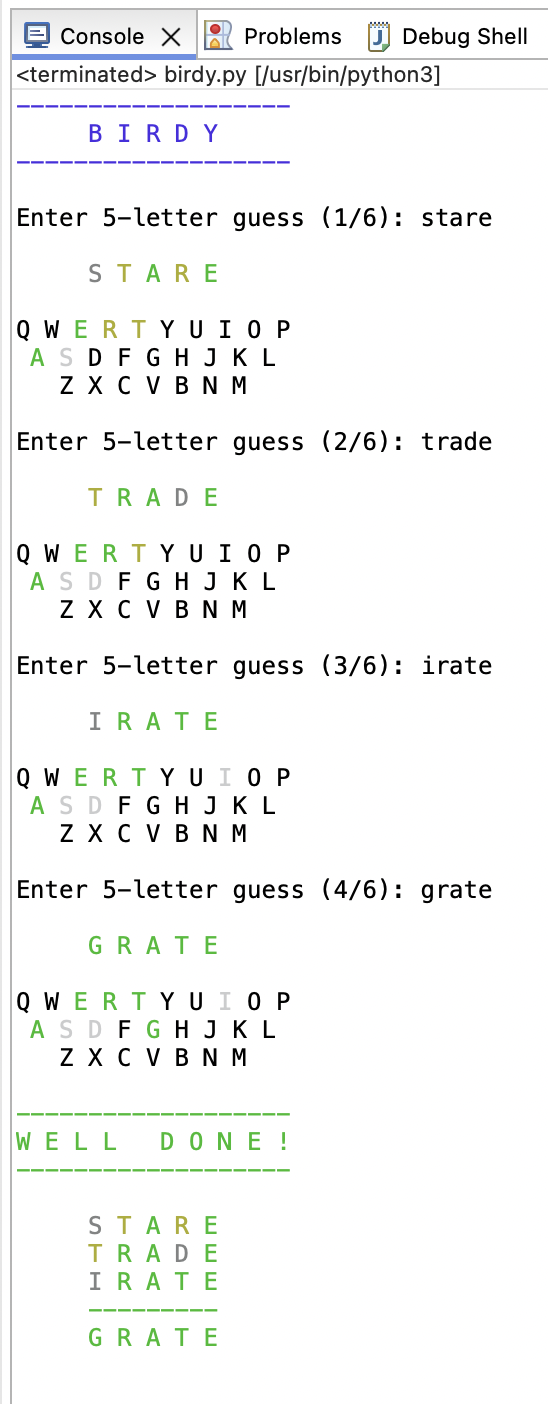 Console Problems Debug Shell
<terminated> birdy.py [/usr/bin/python3]
-------------------
B I R D Y
-------------------
Enter 5-letter guess (1/6): stare
S T A R E
Q W E R T Y U I O P
A S D F G H J K L
Z X C V B N M
Enter 5-letter guess (2/6): trade
T R A D E
Q W E R T Y U I O P
A S D F G H J K L
Z X C V B N M
Enter 5-letter guess (3/6): irate
I R A T E
Q W E R T Y U I O P
A S D F G H J K L
Z X C V B N M
Enter 5-letter guess (4/6): grate
G R A T E
Q W E R T Y U I O P
A S D F G H J K L
Z X C V B N M
-------------------
W E L L   D O N E !
-------------------
S T A R E
T R A D E
I R A T E
---------
G R A T E